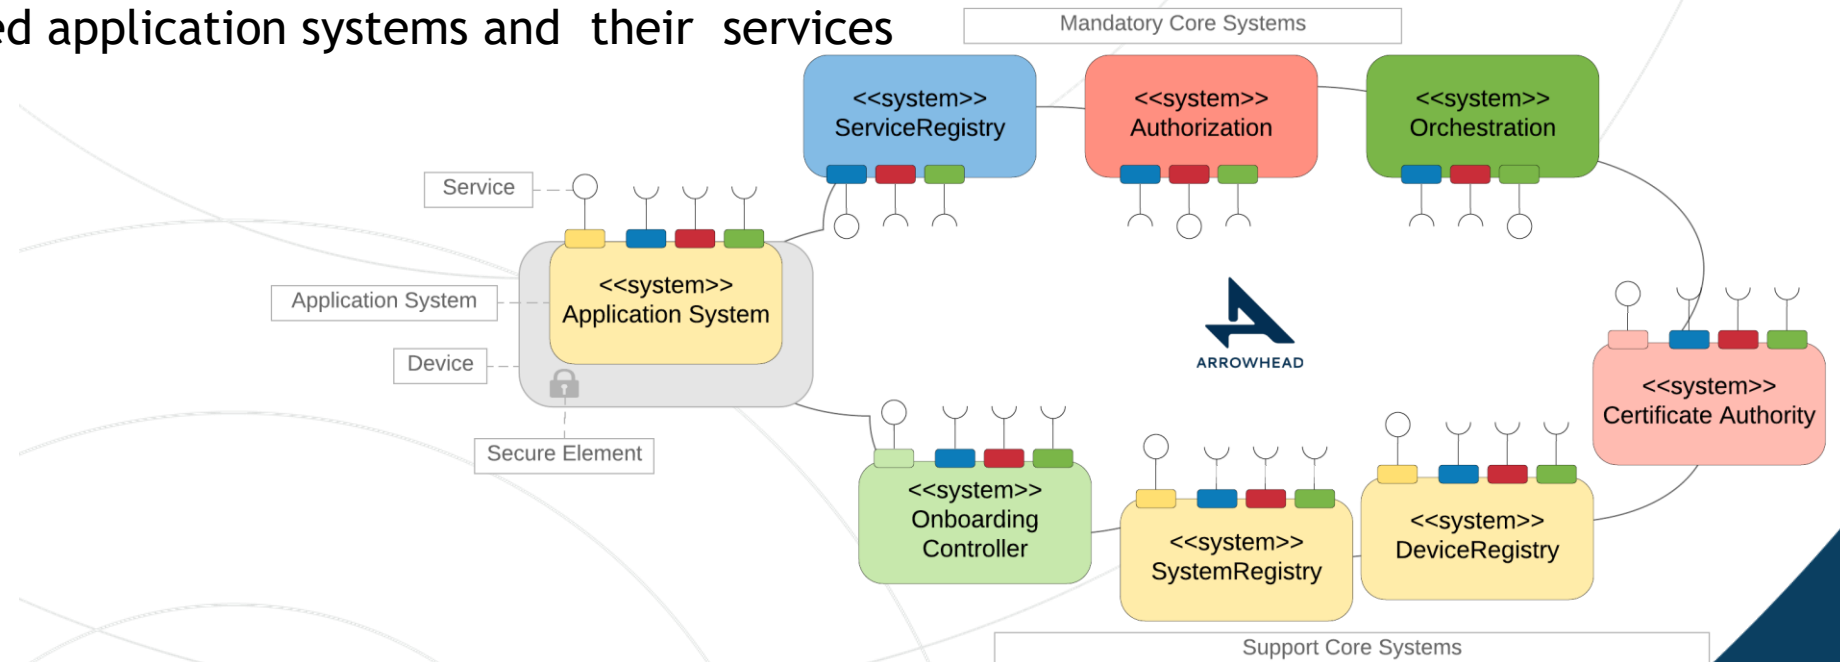 ed application systems and their services
Mandatory Core Systems
<<system>>
ServiceRegistry
<<system>>
Authorization
<<system>>
Orchestration
Service
Application System
Device
Secure Element
<<system>>
Application System
ARROWHEAD
<<system>>
Certificate Authority
<<system>>
Onboarding
Controller
<<system>>
SystemRegistry
<<system>>
DeviceRegistry
Support Core Systems